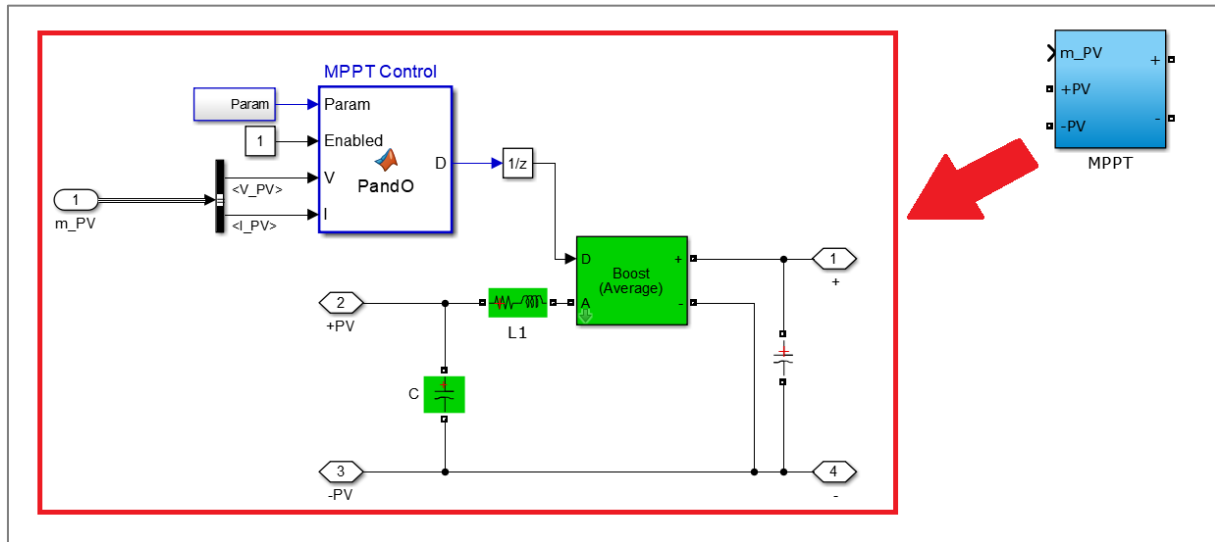 MPPT Control
Param
Param
Enabled
1
V
I
D
PandO
1/z
<V_PV>
<I_PV>
1
m_PV
D
A
Boost
(Average)
+
-
1
+
2
+PV
L1
C
3
-PV
4
-
m_PV
+PV
-PV
+
-
MPPT